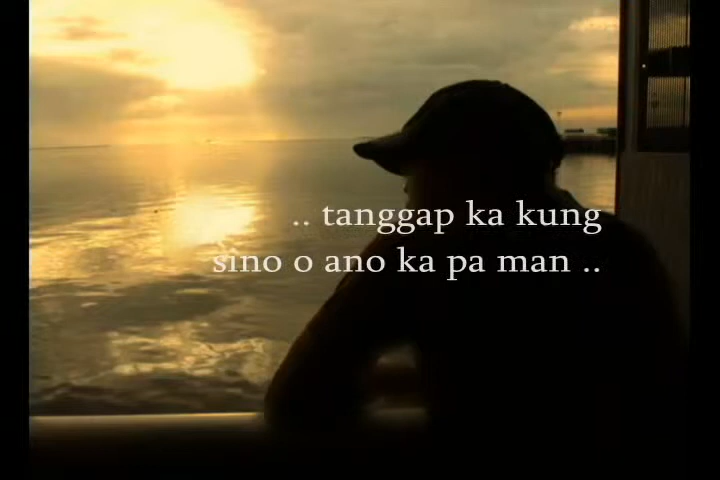 .. tanggap ka kung
sino o ano ka pa man ..